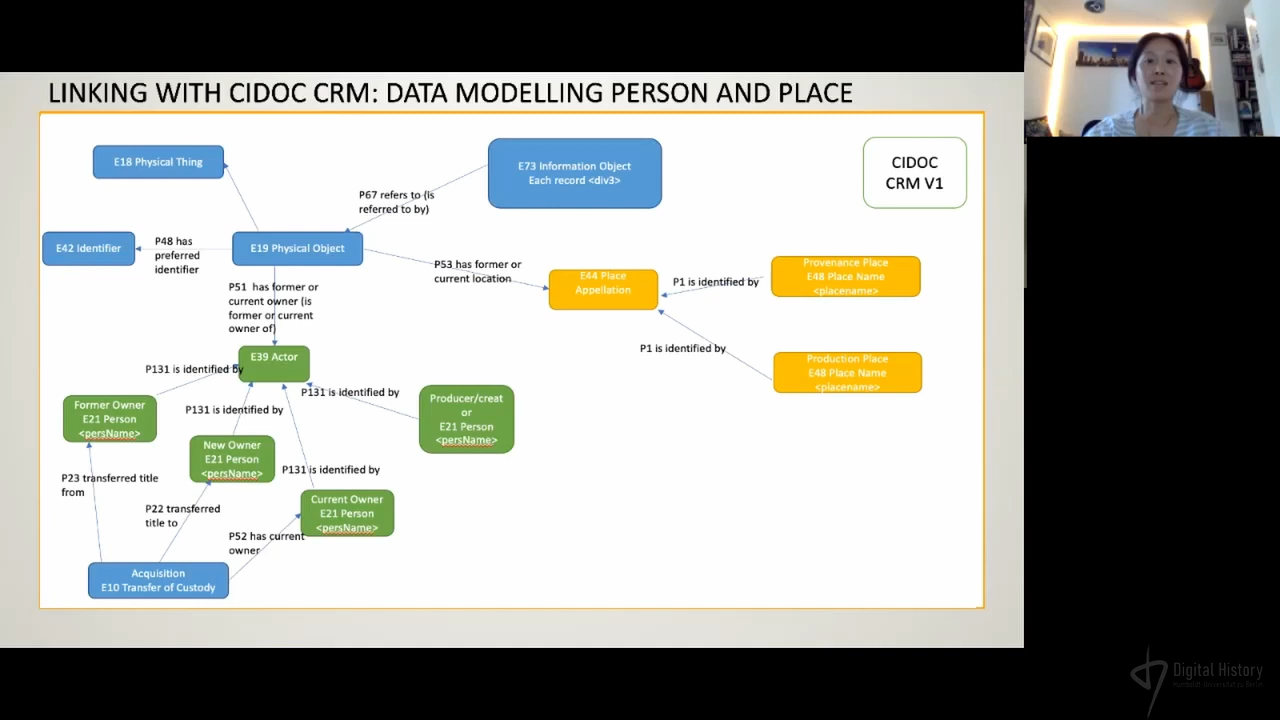 LINKING WITH CIDOC CRM: DATA MODELLING PERSON AND PLACE
E18 Physical Thing
E73 Information Object
Each record <div3>
CIDOC
CRM V1
P67 refers to (is
referred to by)
E42 Identifier
P48 has
preferred
identifier
E19 Physical Object
P53 has former or
current location
E44 Place
Appellation
P1 is identified by
Provenance Place
E48 Place Name
<placename>
P51 has former or
current owner (is
former or current
owner of)
P1 is identified by
Production Place
E48 Place Name
<placename>
E39 Actor
P131 is identified by
P131 is identified by
Former Owner
E21 Person
<persName>
P131 is identified by
Producer/creat
or
E21 Person
<persName>
New Owner
E21 Person
<persName>
P131 is identified by
P23 transferred title
from
P22 transferred
title to
Current Owner
E21 Person
<persName>
P52 has current
owner
Acquisition
E10 Transfer of Custody
Digital History
Humboldt-Universität zu Berlin